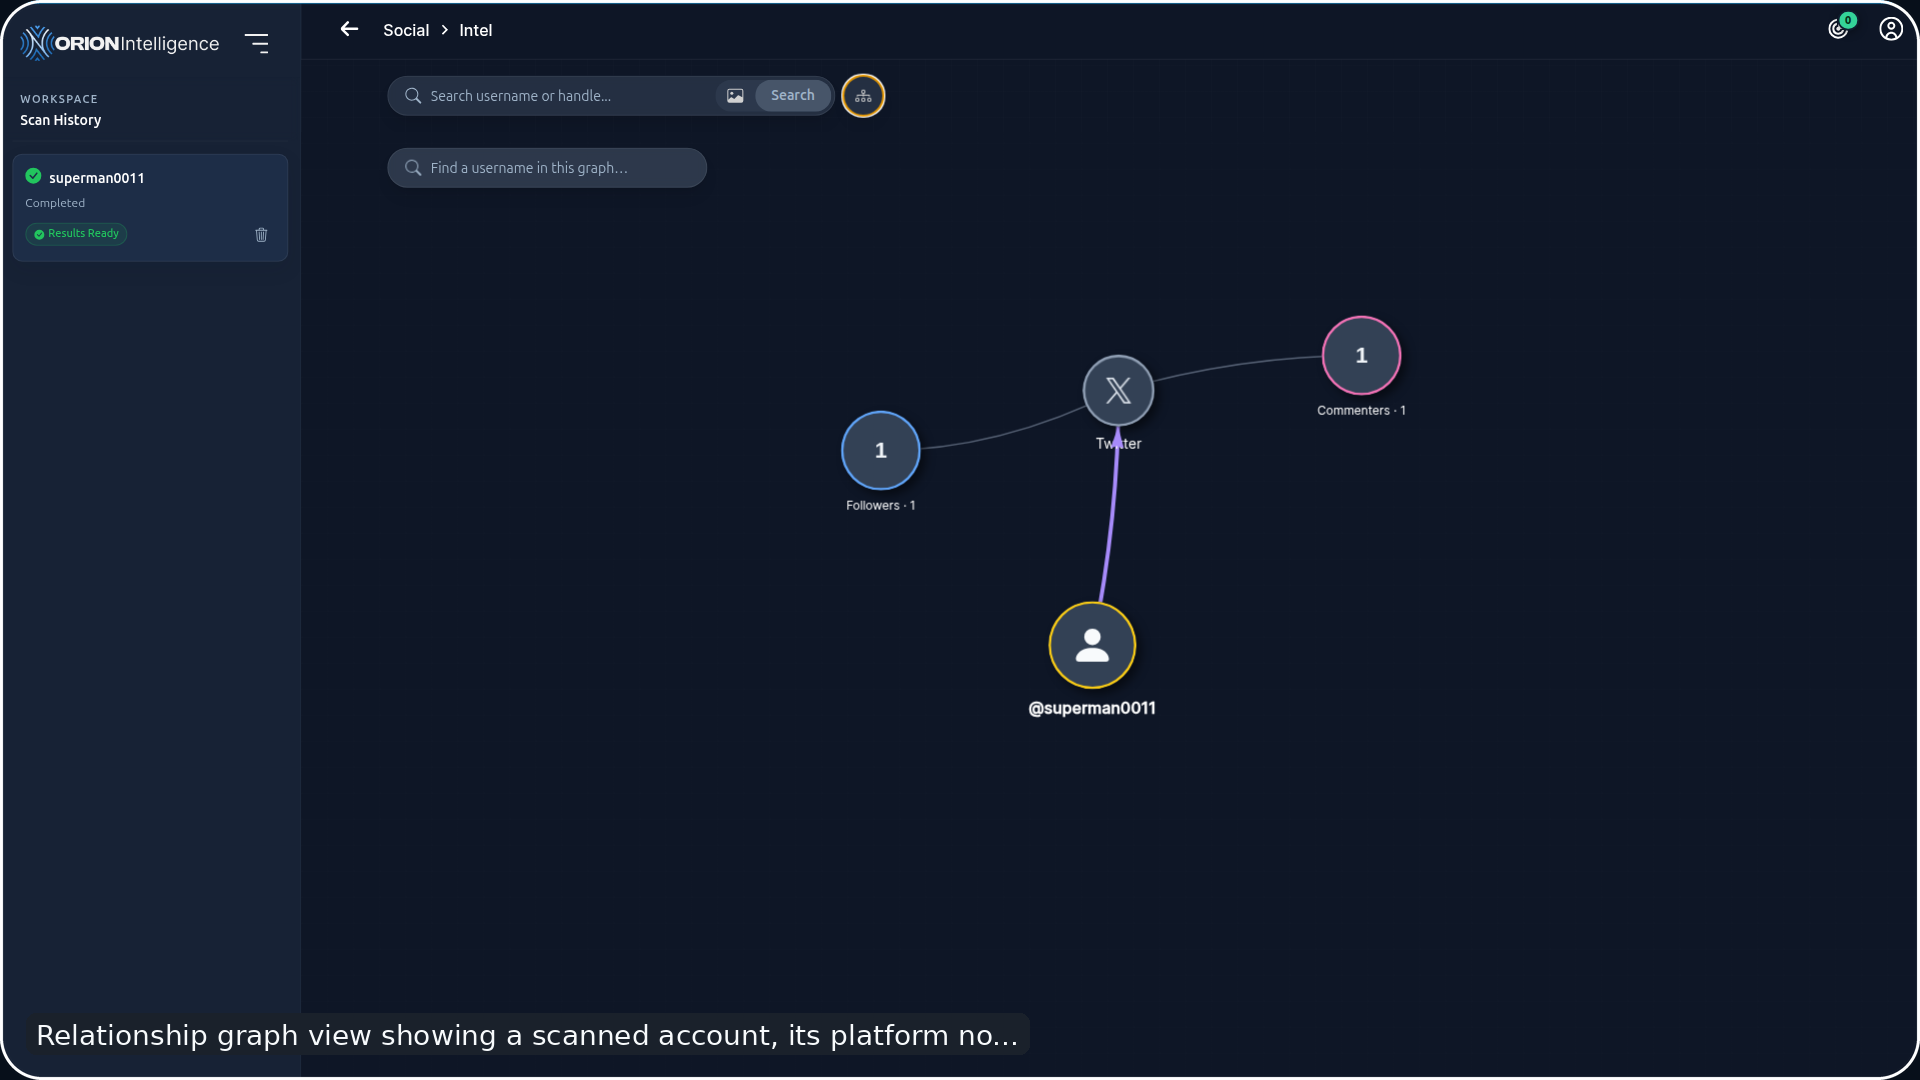 ORIONIntelligence
Social > Intel
0
WORKSPACE
Scan History
Search username or handle...
Search
superman0011
Completed
Results Ready
Find a username in this graph...
1
Commenters · 1
Twitter
1
Followers · 1
@superman0011
Relationship graph view showing a scanned account, its platform no...